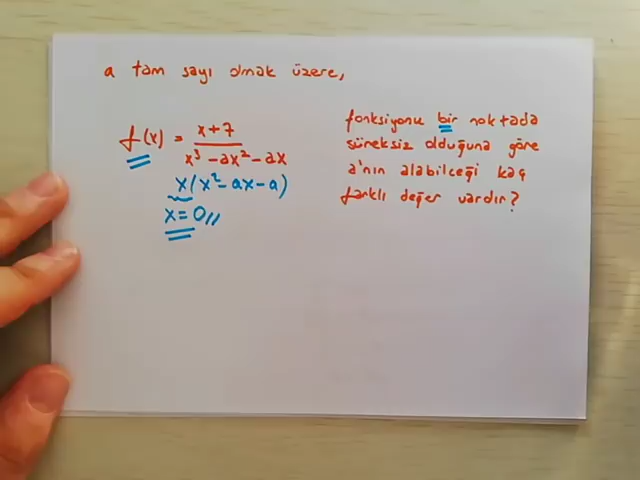 a tam sayı olmak üzere,
f(x) = x+7 / x³ - ax² - ax
x(x² - ax - a)
x = 0
fonksiyonu bir noktada
süreksiz olduğuna göre
a'nın alabileceği kaç
farklı değer vardır?